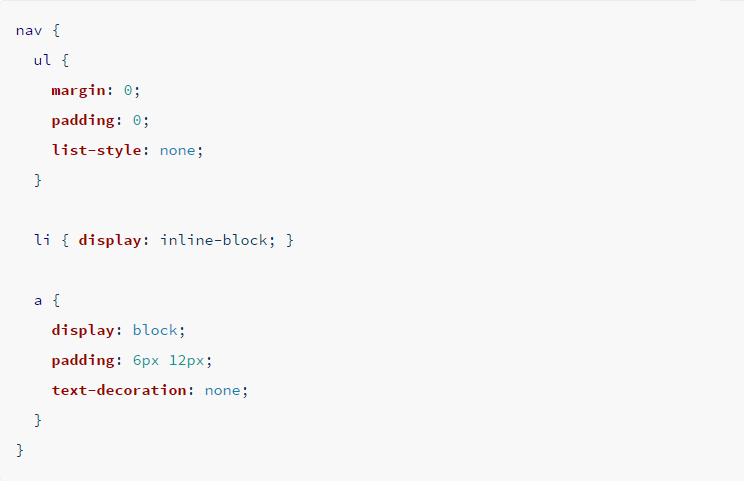 nav {
  ul {
    margin: 0;
    padding: 0;
    list-style: none;
  }

  li { display: inline-block; }

  a {
    display: block;
    padding: 6px 12px;
    text-decoration: none;
  }
}